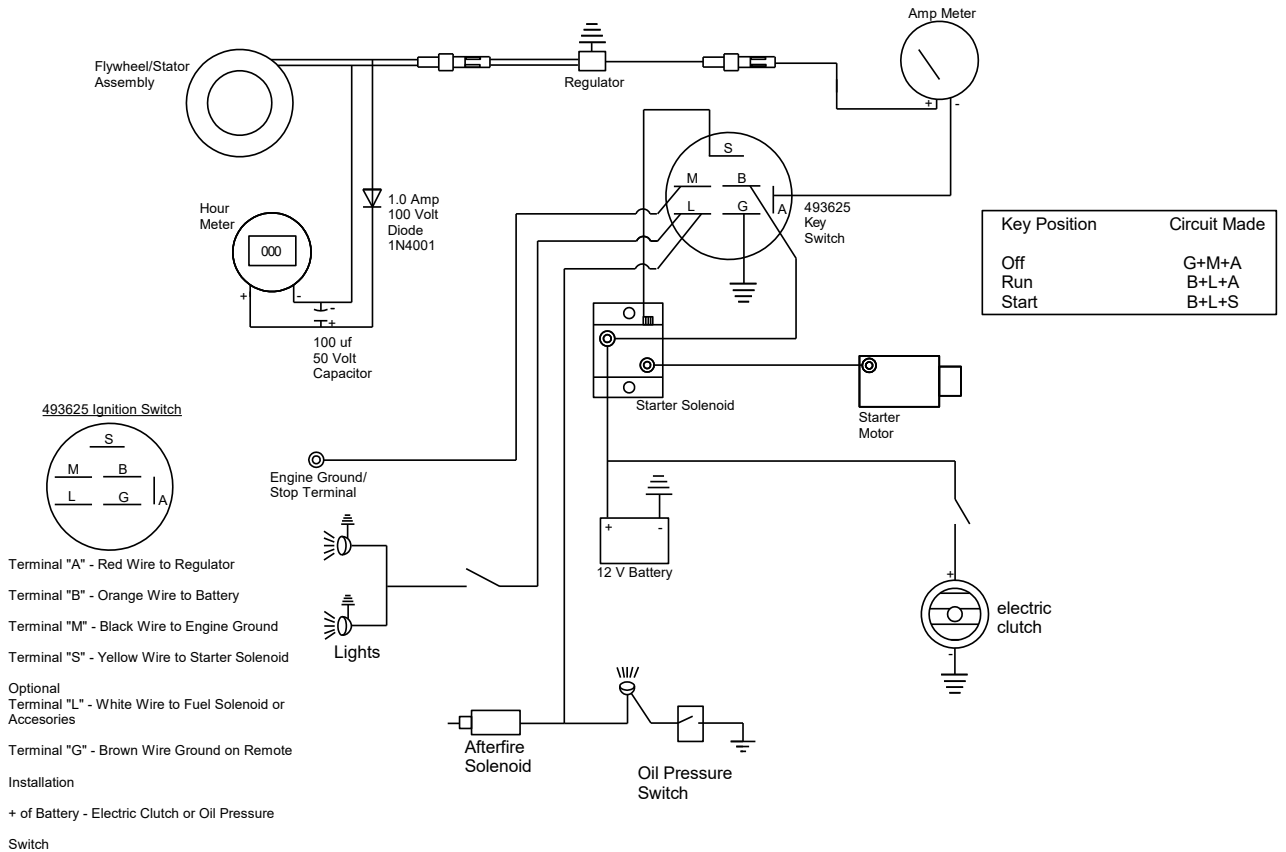 Amp Meter
+ -
Flywheel/Stator
Assembly
Regulator
1.0 Amp
100 Volt
Diode
1N4001
Hour
Meter
000
+ -
-
+
100 uf
50 Volt
Capacitor
S
M B
L G A
493625
Key
Switch
Key Position Circuit Made
Off G+M+A
Run B+L+A
Start B+L+S
Starter Solenoid
Starter
Motor
493625 Ignition Switch
S
M B
L G A
Engine Ground/
Stop Terminal
+ -
12 V Battery
Terminal "A" - Red Wire to Regulator
Terminal "B" - Orange Wire to Battery
Terminal "M" - Black Wire to Engine Ground
Terminal "S" - Yellow Wire to Starter Solenoid
Optional
Terminal "L" - White Wire to Fuel Solenoid or
Accesories
Terminal "G" - Brown Wire Ground on Remote
Installation
+ of Battery - Electric Clutch or Oil Pressure
Switch
Lights
+
electric
clutch
-
Afterfire
Solenoid
Oil Pressure
Switch